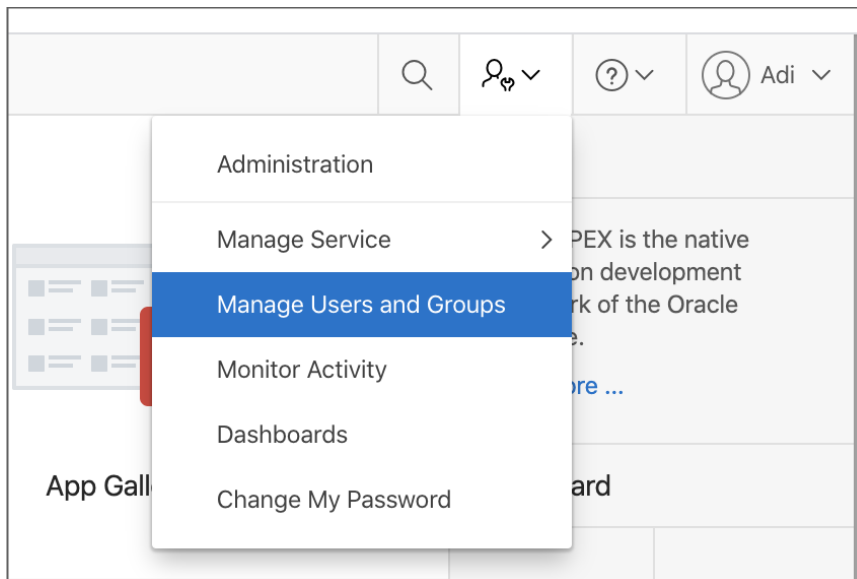 Adi
Administration
Manage Service
Manage Users and Groups
Monitor Activity
Dashboards
Change My Password
PEX is the native
on development
rk of the Oracle
e.
ore ...
App Gall
ard